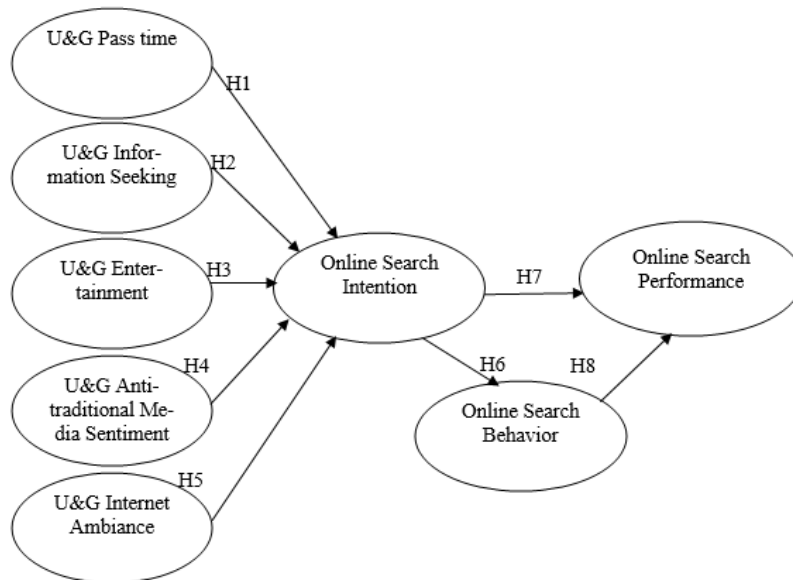 U&G Pass time
H1
U&G Infor-
mation Seeking
H2
U&G Enter-
tainment
H3
U&G Anti-
traditional Me-
dia Sentiment
H4
U&G Internet
Ambiance
H5
Online Search
Intention
H7
H6
Online Search
Behavior
H8
Online Search
Performance